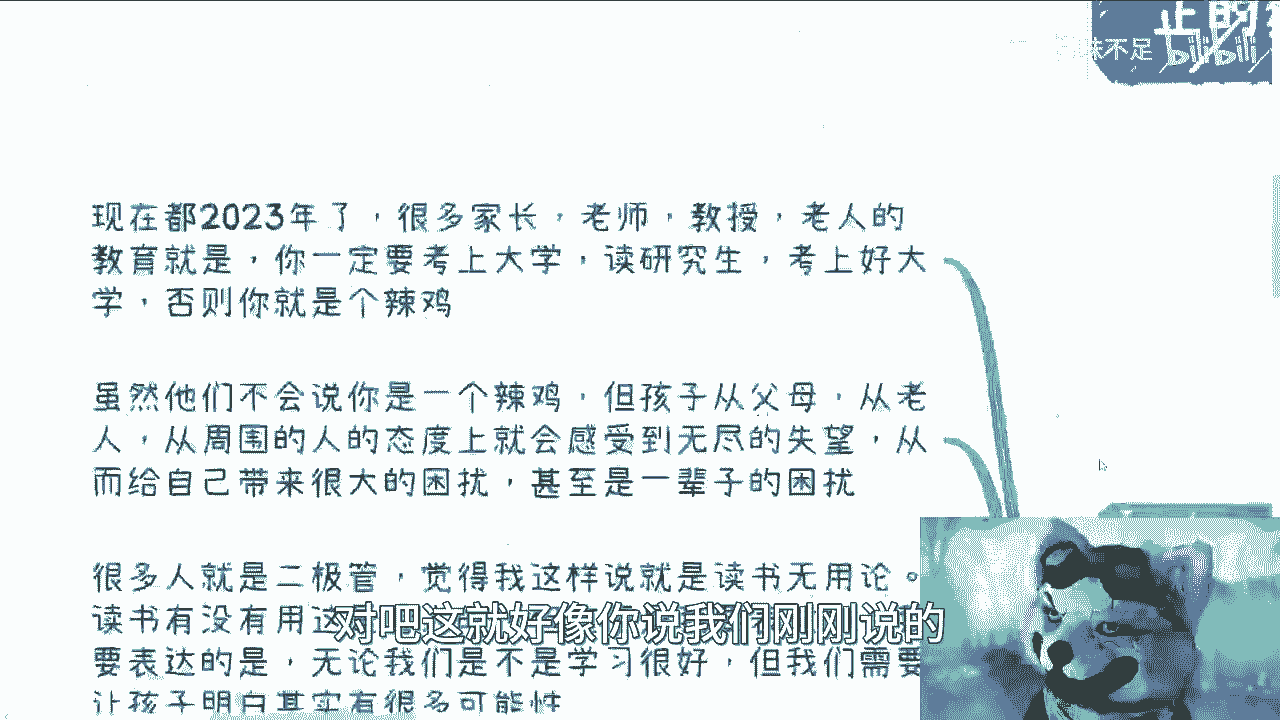 味不足 bilibili
现在都2023年了，很多家长，老师，教授，老人的
教育就是，你一定要考上大学，读研究生，考上好大
学，否则你就是个辣鸡
虽然他们不会说你是一个辣鸡，但孩子从父母，从老
人，从周围的人的态度上就会感受到无尽的失望，从
而给自己带来很大的困扰，甚至是一辈子的困扰
很多人就是二极管，觉得我这样说就是读书无用论。
读书有没有用这
对吧这就好像你说我们刚刚说的
要表达的是，无论我们是不是学习很好，但我们需要
让孩子明白其实有很多可能性